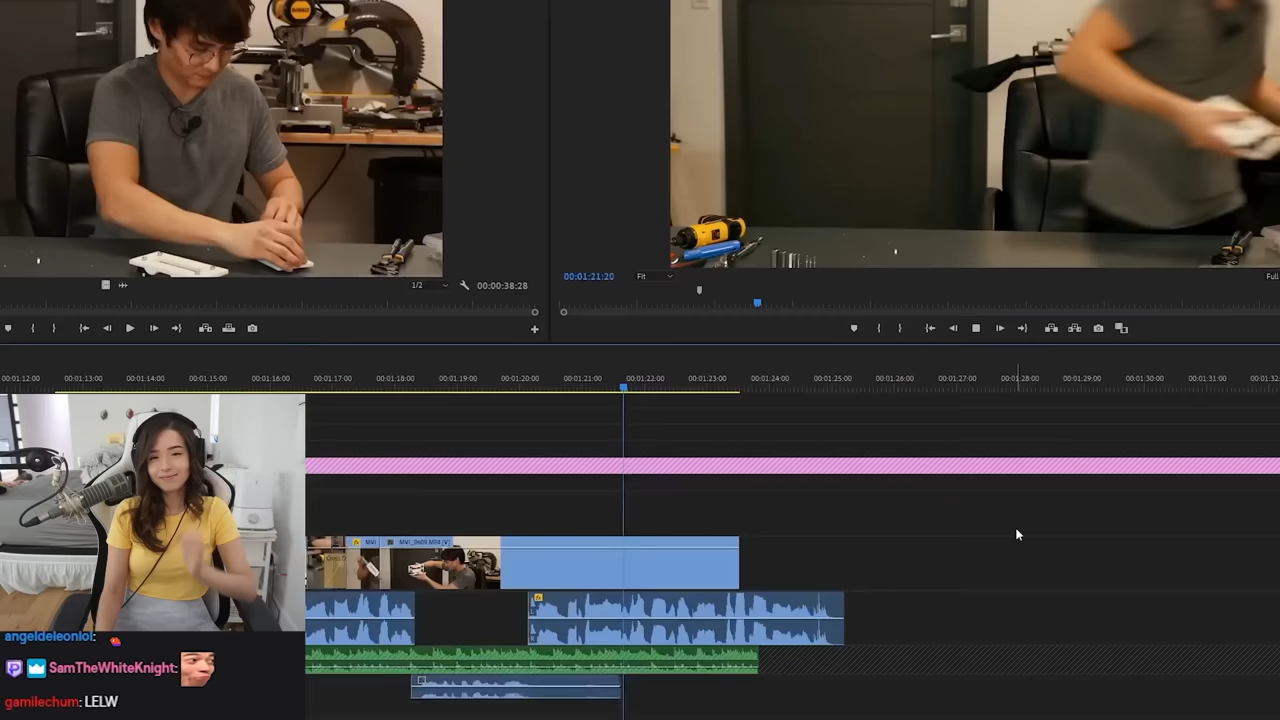 1/2
00:00:38:28
00:01:21:20
Fit
Full
00:01:12:00 00:01:13:00 00:01:14:00 00:01:15:00 00:01:16:00 00:01:17:00 00:01:18:00 00:01:19:00 00:01:20:00 00:01:21:00 00:01:22:00 00:01:23:00 00:01:24:00 00:01:25:00 00:01:26:00 00:01:27:00 00:01:28:00 00:01:29:00 00:01:30:00 00:01:31:00 00:01:32:
fx MVI
angeldeleonlol:
SamTheWhiteKnight:
gamilechum: LELW